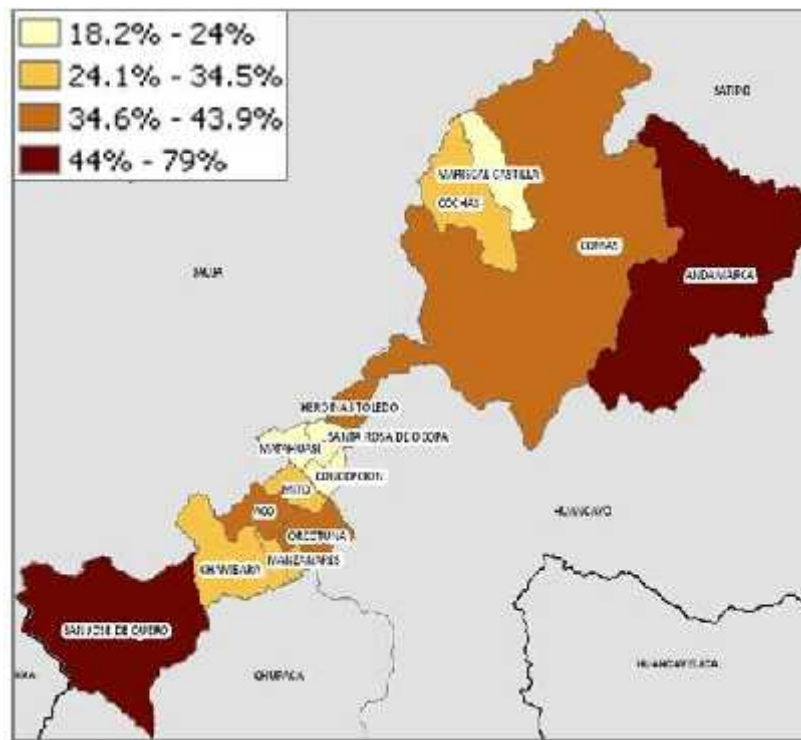 18.2% - 24%
24.1% - 34.5%
34.6% - 43.9%
44% - 79%
SATIPO
MARISCAL CASTILLA
COCHAS
COMAS
JAUJA
ANDAMARCA
HEROINAS TOLEDO
SANTA ROSA DE OCOPA
MATAHUASI
CONCEPCION
MITO
ACO
ORCOTUNA
HUANCAYO
MANZANARES
CHAMBARA
SAN JOSE DE QUERO
CHUPACA
HUANCAVELICA